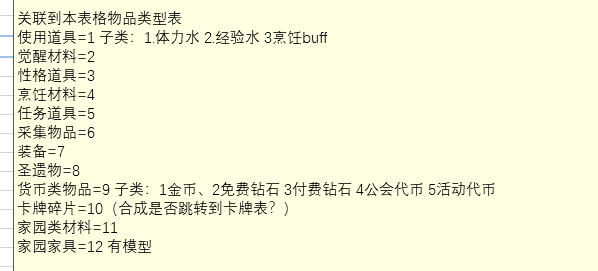 关联到本表格物品类型表
使用道具=1 子类：1.体力水 2.经验水 3烹饪buff
觉醒材料=2
性格道具=3
烹饪材料=4
任务道具=5
采集物品=6
装备=7
圣遗物=8
货币类物品=9 子类：1金币、2免费钻石 3付费钻石 4公会代币 5活动代币
卡牌碎片=10（合成是否跳转到卡牌表？）
家园类材料=11
家园家具=12 有模型